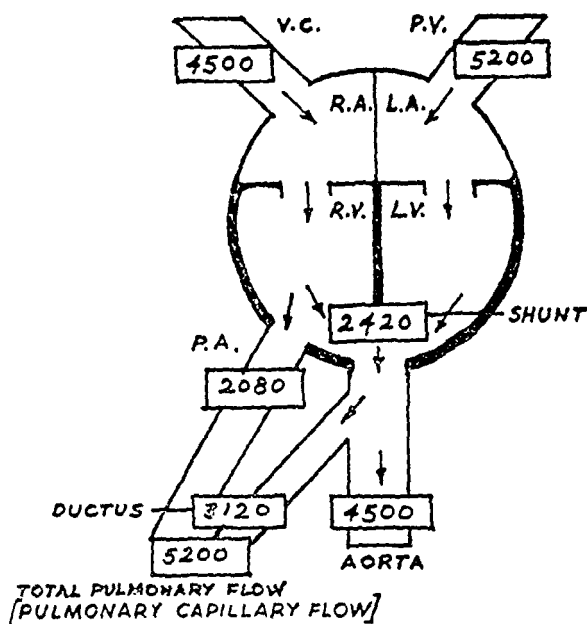 V.C. P.V.
4500 5200
R.A. L.A.
R.V. L.V.
2420 SHUNT
P.A.
2080
DUCTUS 3120 4500
5200 AORTA
TOTAL PULMONARY FLOW
[PULMONARY CAPILLARY FLOW]